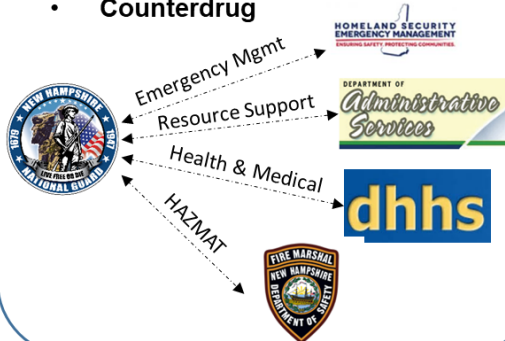 • Counterdrug
HOMELAND SECURITY
EMERGENCY MANAGEMENT
ENSURING SAFETY. PROTECTING COMMUNITIES.
Emergency Mgmt
DEPARTMENT OF
Administrative
Services
Resource Support
NEW HAMPSHIRE
1679 1947
LIVE FREE OR DIE
NATIONAL GUARD
Health & Medical
dhhs
HAZMAT
FIRE MARSHAL
NEW HAMPSHIRE
DEPARTMENT OF SAFETY